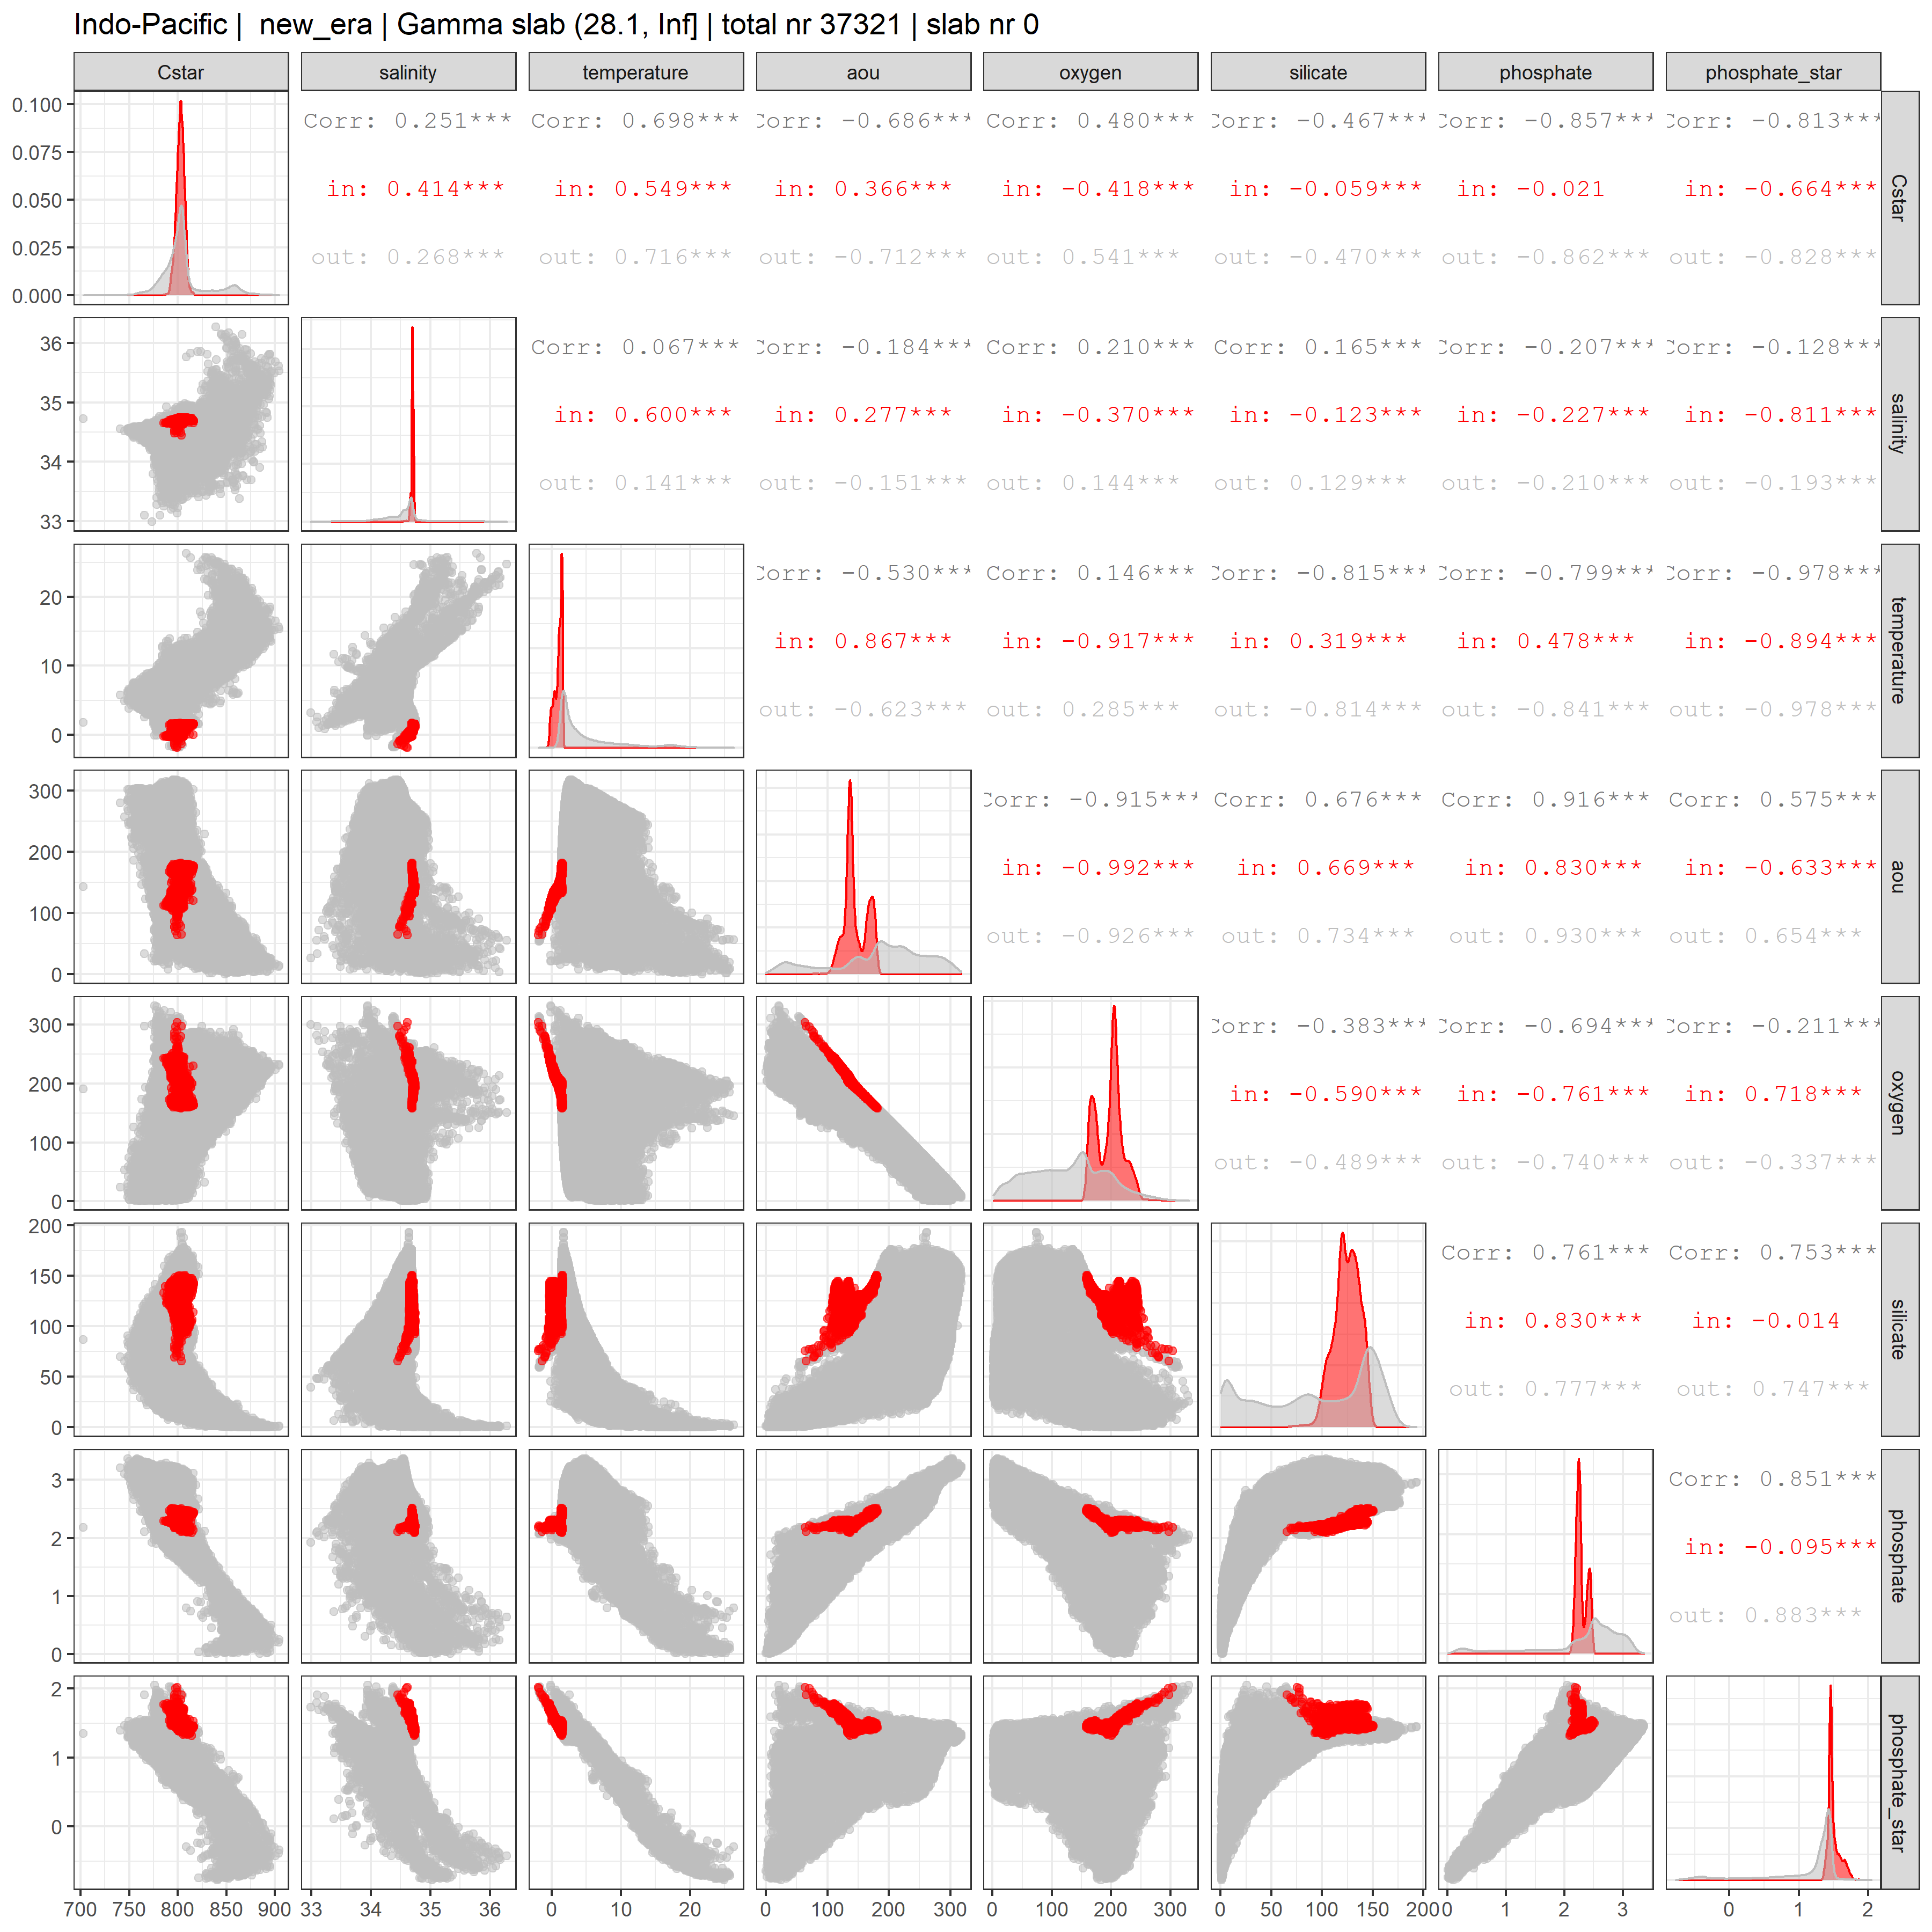 Indo-Pacific |  new_era | Gamma slab (28.1, Inf] | total nr 37321 | slab nr 0
Cstar salinity temperature aou oxygen silicate phosphate phosphate_star
0.100
0.075
0.050
0.025
0.000
Corr: 0.251*** Corr: 0.698*** Corr: -0.686*** Corr: 0.480*** Corr: -0.467*** Corr: -0.857*** Corr: -0.813***
in: 0.414*** in: 0.549*** in: 0.366*** in: -0.418*** in: -0.059*** in: -0.021 in: -0.664***
out: 0.268*** out: 0.716*** out: -0.712*** out: 0.541*** out: -0.470*** out: -0.862*** out: -0.828***
Cstar
36
35
34
33
Corr: 0.067*** Corr: -0.184*** Corr: 0.210*** Corr: 0.165*** Corr: -0.207*** Corr: -0.128***
in: 0.600*** in: 0.277*** in: -0.370*** in: -0.123*** in: -0.227*** in: -0.811***
out: 0.141*** out: -0.151*** out: 0.144*** out: 0.129*** out: -0.210*** out: -0.193***
salinity
20
10
0
Corr: -0.530*** Corr: 0.146*** Corr: -0.815*** Corr: -0.799*** Corr: -0.978***
in: 0.867*** in: -0.917*** in: 0.319*** in: 0.478*** in: -0.894***
out: -0.623*** out: 0.285*** out: -0.814*** out: -0.841*** out: -0.978***
temperature
300
200
100
0
Corr: -0.915*** Corr: 0.676*** Corr: 0.916*** Corr: 0.575***
in: -0.992*** in: 0.669*** in: 0.830*** in: -0.633***
out: -0.926*** out: 0.734*** out: 0.930*** out: 0.654***
aou
300
200
100
0
Corr: -0.383*** Corr: -0.694*** Corr: -0.211***
in: -0.590*** in: -0.761*** in: 0.718***
out: -0.489*** out: -0.740*** out: -0.337***
oxygen
200
150
100
50
0
Corr: 0.761*** Corr: 0.753***
in: 0.830*** in: -0.014
out: 0.777*** out: 0.747***
silicate
3
2
1
0
Corr: 0.851***
in: -0.095***
out: 0.883***
phosphate
2
1
0
phosphate_star
700 750 800 850 900 33 34 35 36 0 10 20 0 100 200 300 0 100 200 300 0 50 100 150 200 0 1 2 3 0 1 2